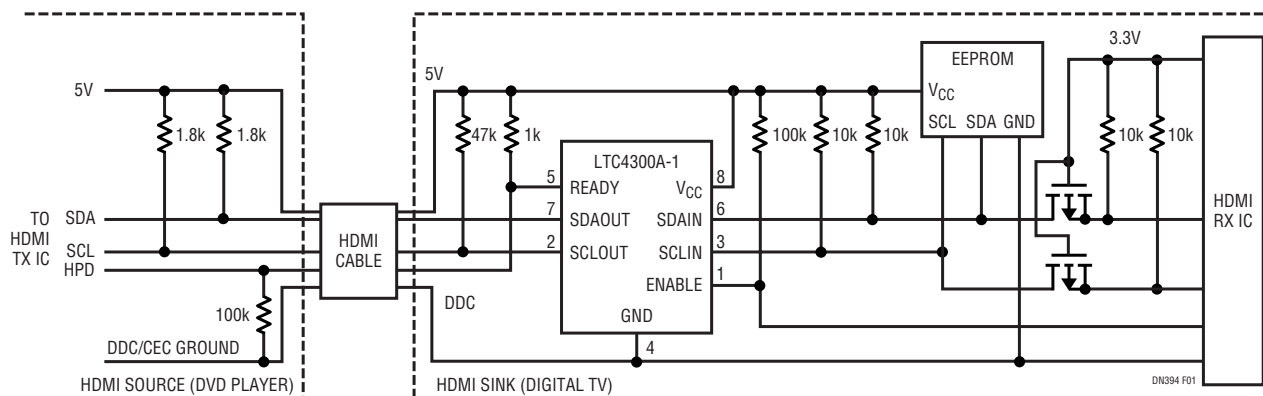 5V
1.8k
1.8k
TO
HDMI
TX IC
SDA
SCL
HPD
100k
DDC/CEC GROUND
HDMI SOURCE (DVD PLAYER)
HDMI
CABLE
5V
47k
1k
DDC
LTC4300A-1
5
READY
7
SDAOUT
2
SCLOUT
VCC
8
SDAIN
6
SCLIN
3
ENABLE
1
GND
4
100k
10k
10k
EEPROM
VCC
SCL SDA GND
3.3V
10k
10k
HDMI
RX IC
HDMI SINK (DIGITAL TV)
DN394 F01